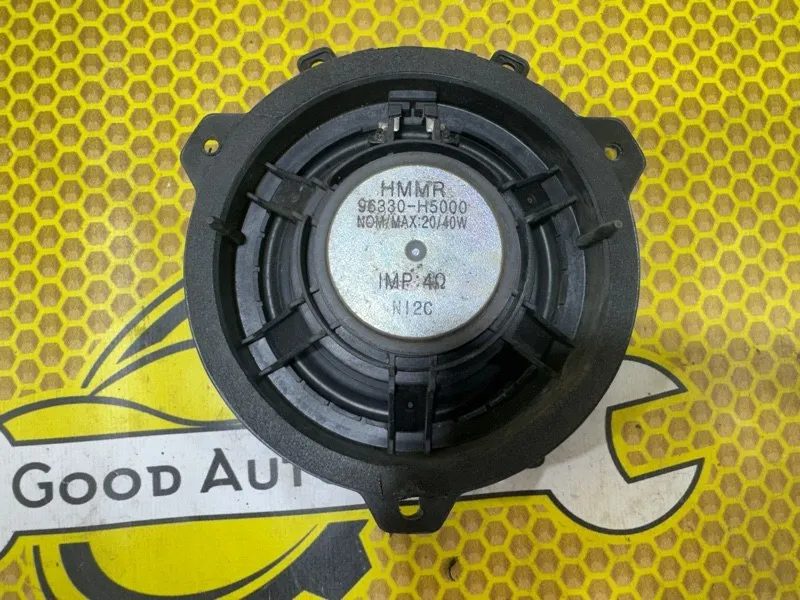 HMMR
96330-H5000
NOM/MAX:20/40W
IMP:4Ω
N12C
GOOD AUT